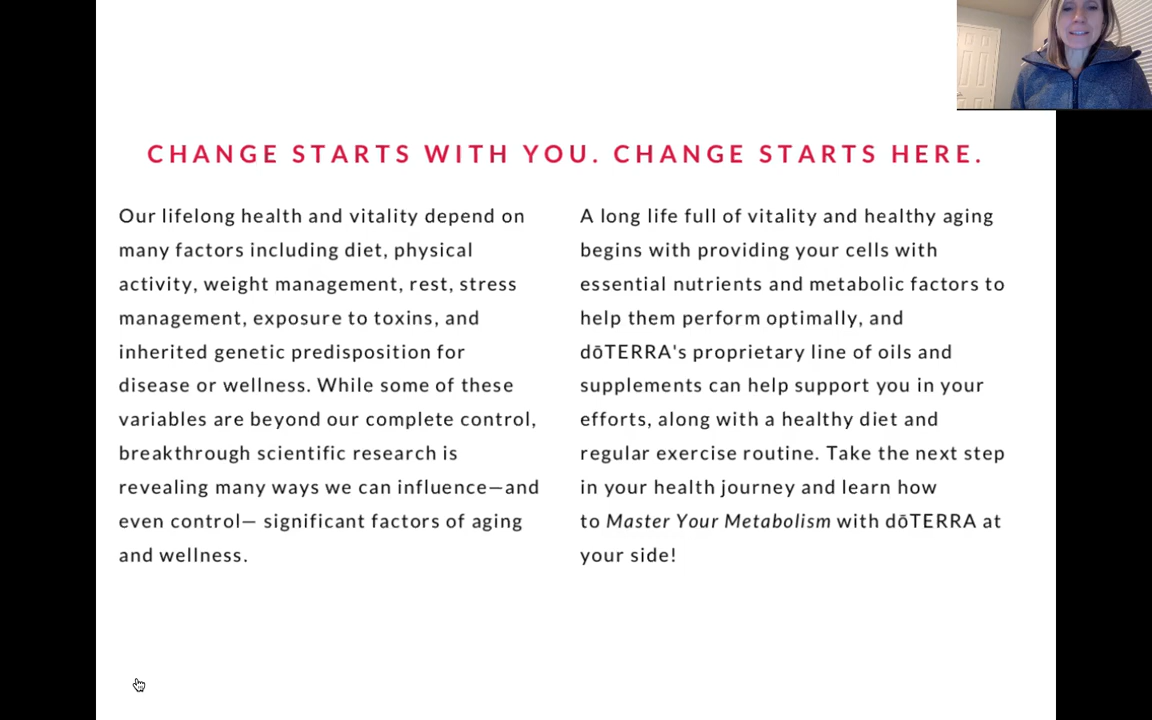 CHANGE STARTS WITH YOU. CHANGE STARTS HERE.
Our lifelong health and vitality depend on
many factors including diet, physical
activity, weight management, rest, stress
management, exposure to toxins, and
inherited genetic predisposition for
disease or wellness. While some of these
variables are beyond our complete control,
breakthrough scientific research is
revealing many ways we can influence—and
even control— significant factors of aging
and wellness.
A long life full of vitality and healthy aging
begins with providing your cells with
essential nutrients and metabolic factors to
help them perform optimally, and
dōTERRA's proprietary line of oils and
supplements can help support you in your
efforts, along with a healthy diet and
regular exercise routine. Take the next step
in your health journey and learn how
to Master Your Metabolism with dōTERRA at
your side!